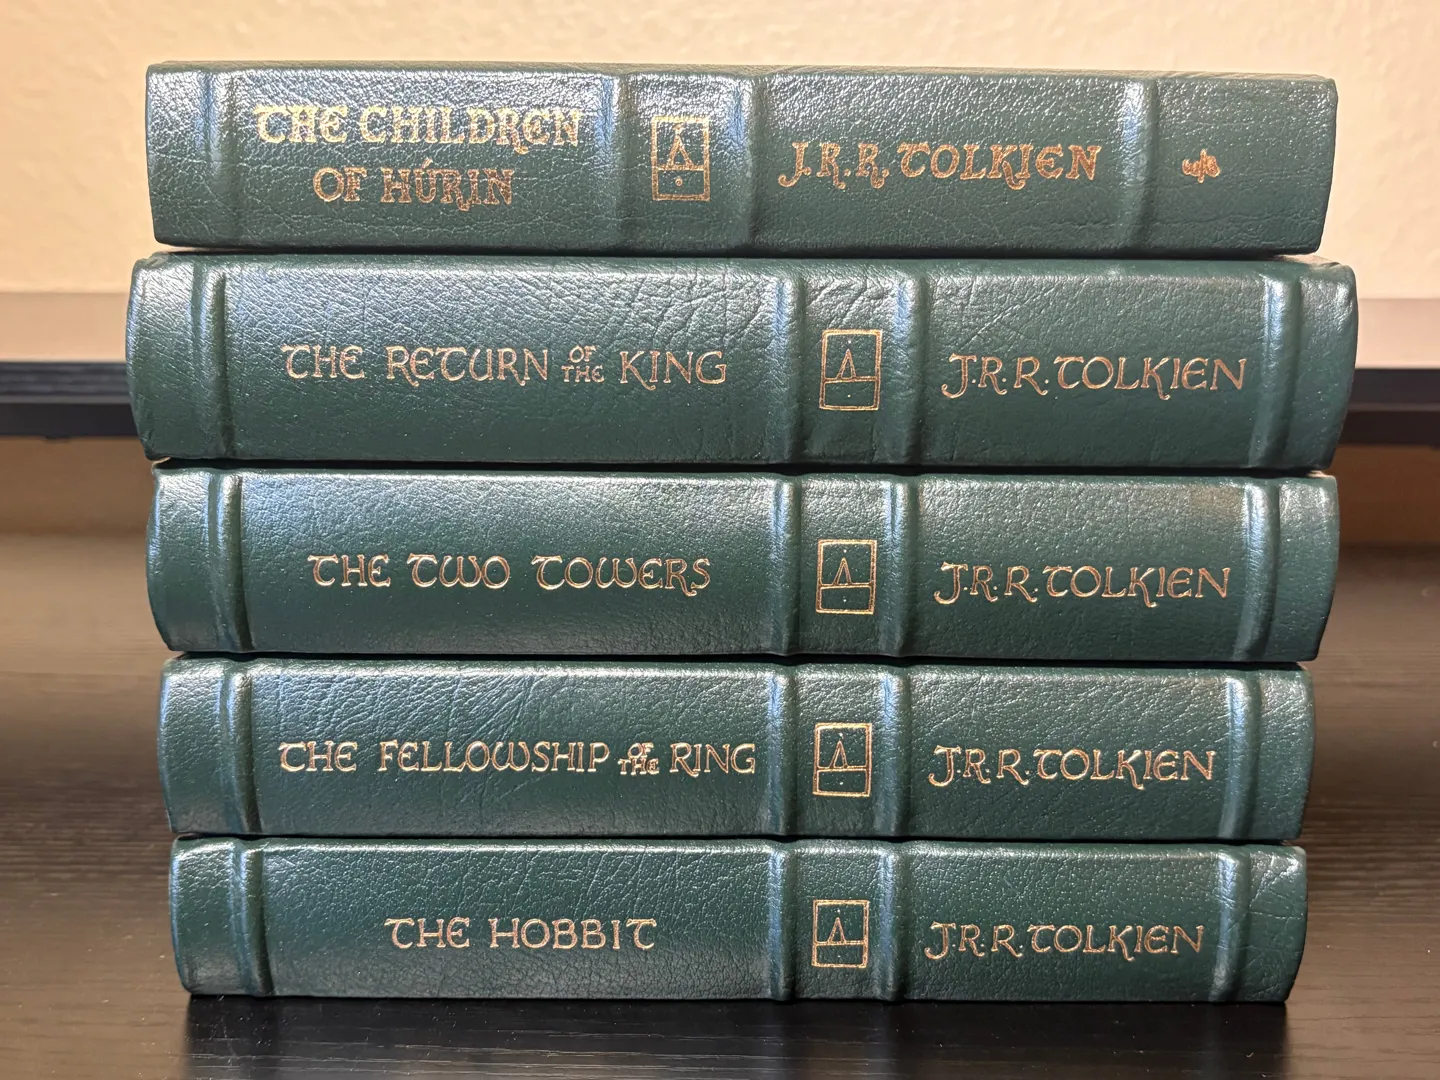 THE CHILDREN
OF HÚRIN
J.R.R. TOLKIEN
THE RETURN OF THE KING
J.R.R. TOLKIEN
THE TWO TOWERS
J.R.R. TOLKIEN
THE FELLOWSHIP OF THE RING
J.R.R. TOLKIEN
THE HOBBIT
J.R.R. TOLKIEN